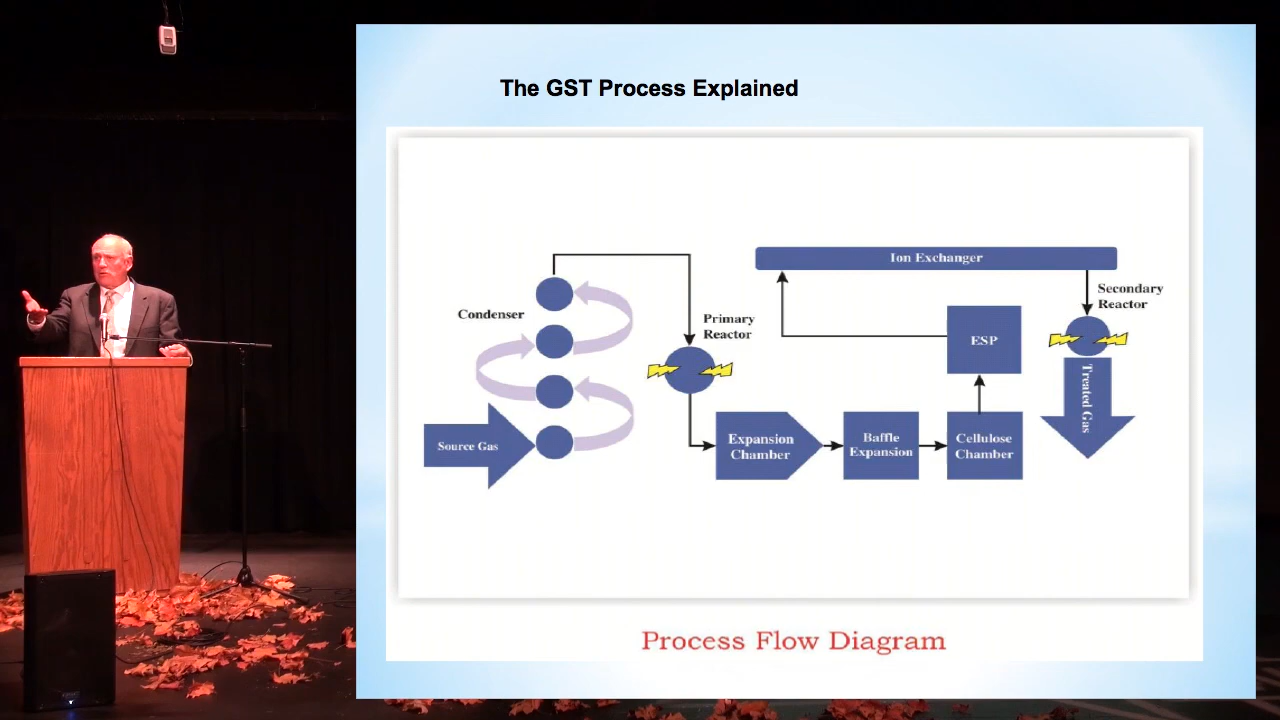 The GST Process Explained
Ion Exchanger
Condenser
Primary
Reactor
Secondary
Reactor
ESP
Source Gas
Expansion
Chamber
Baffle
Expansion
Cellulose
Chamber
Treated Gas
Process Flow Diagram